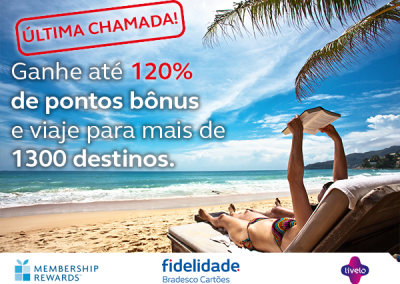 ÚLTIMA CHAMADA!
Ganhe até 120%
de pontos bônus
e viaje para mais de
1300 destinos.
MEMBERSHIP
REWARDS
fidelidade
Bradesco Cartões
livelo